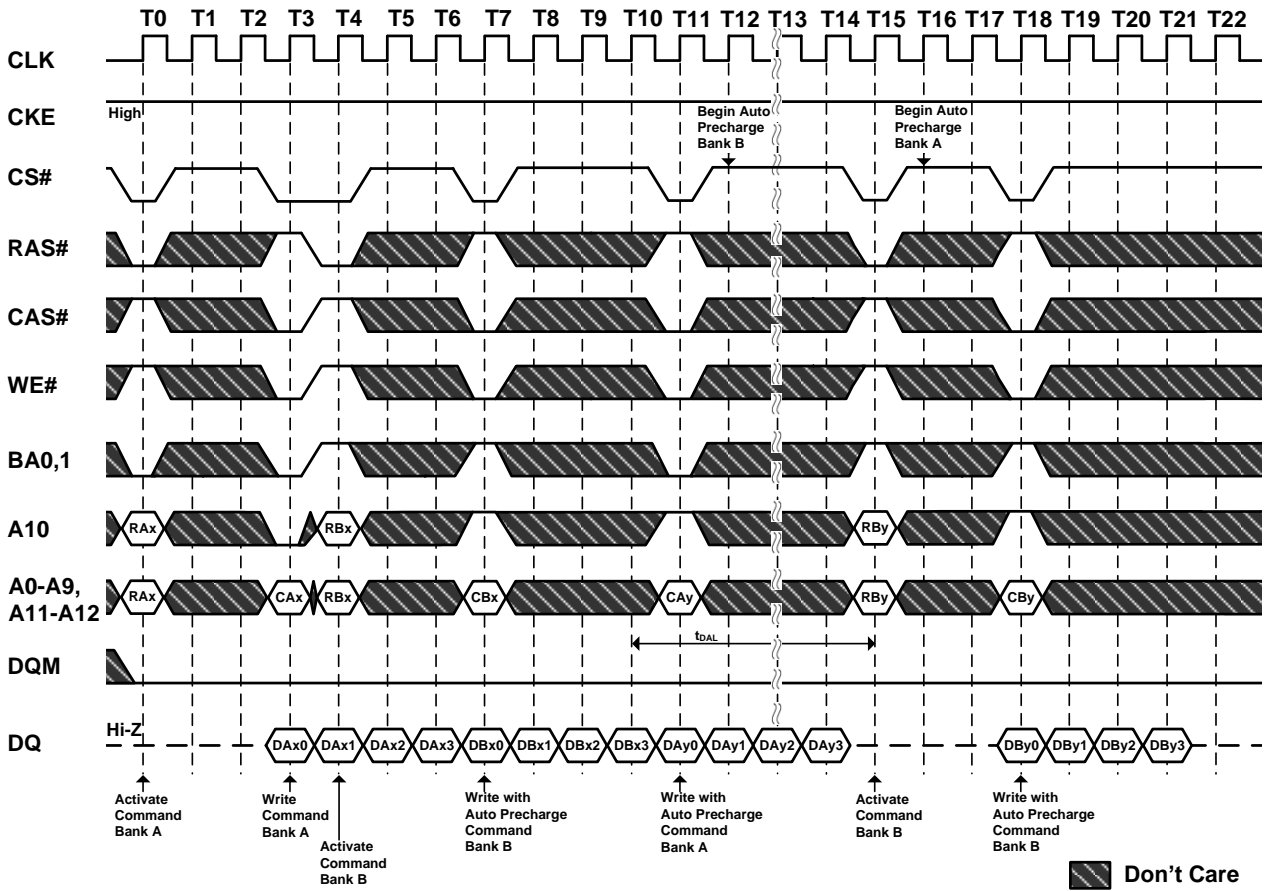 T0 T1 T2 T3 T4 T5 T6 T7 T8 T9 T10 T11 T12 T13 T14 T15 T16 T17 T18 T19 T20 T21 T22
CLK
CKE
High
Begin Auto
Precharge
Bank B
Begin Auto
Precharge
Bank A
CS#
RAS#
CAS#
WE#
BA0,1
A10
RAx RBx RBy
A0-A9,
A11-A12
RAx CAx RBx CBx CAy RBy CBy
tDAL
DQM
DQ
Hi-Z
DAx0 DAx1 DAx2 DAx3 DBx0 DBx1 DBx2 DBx3 DAy0 DAy1 DAy2 DAy3 DBy0 DBy1 DBy2 DBy3
Activate
Command
Bank A
Write
Command
Bank A
Activate
Command
Bank B
Write with
Auto Precharge
Command
Bank B
Write with
Auto Precharge
Command
Bank A
Activate
Command
Bank B
Write with
Auto Precharge
Command
Bank B
Don't Care